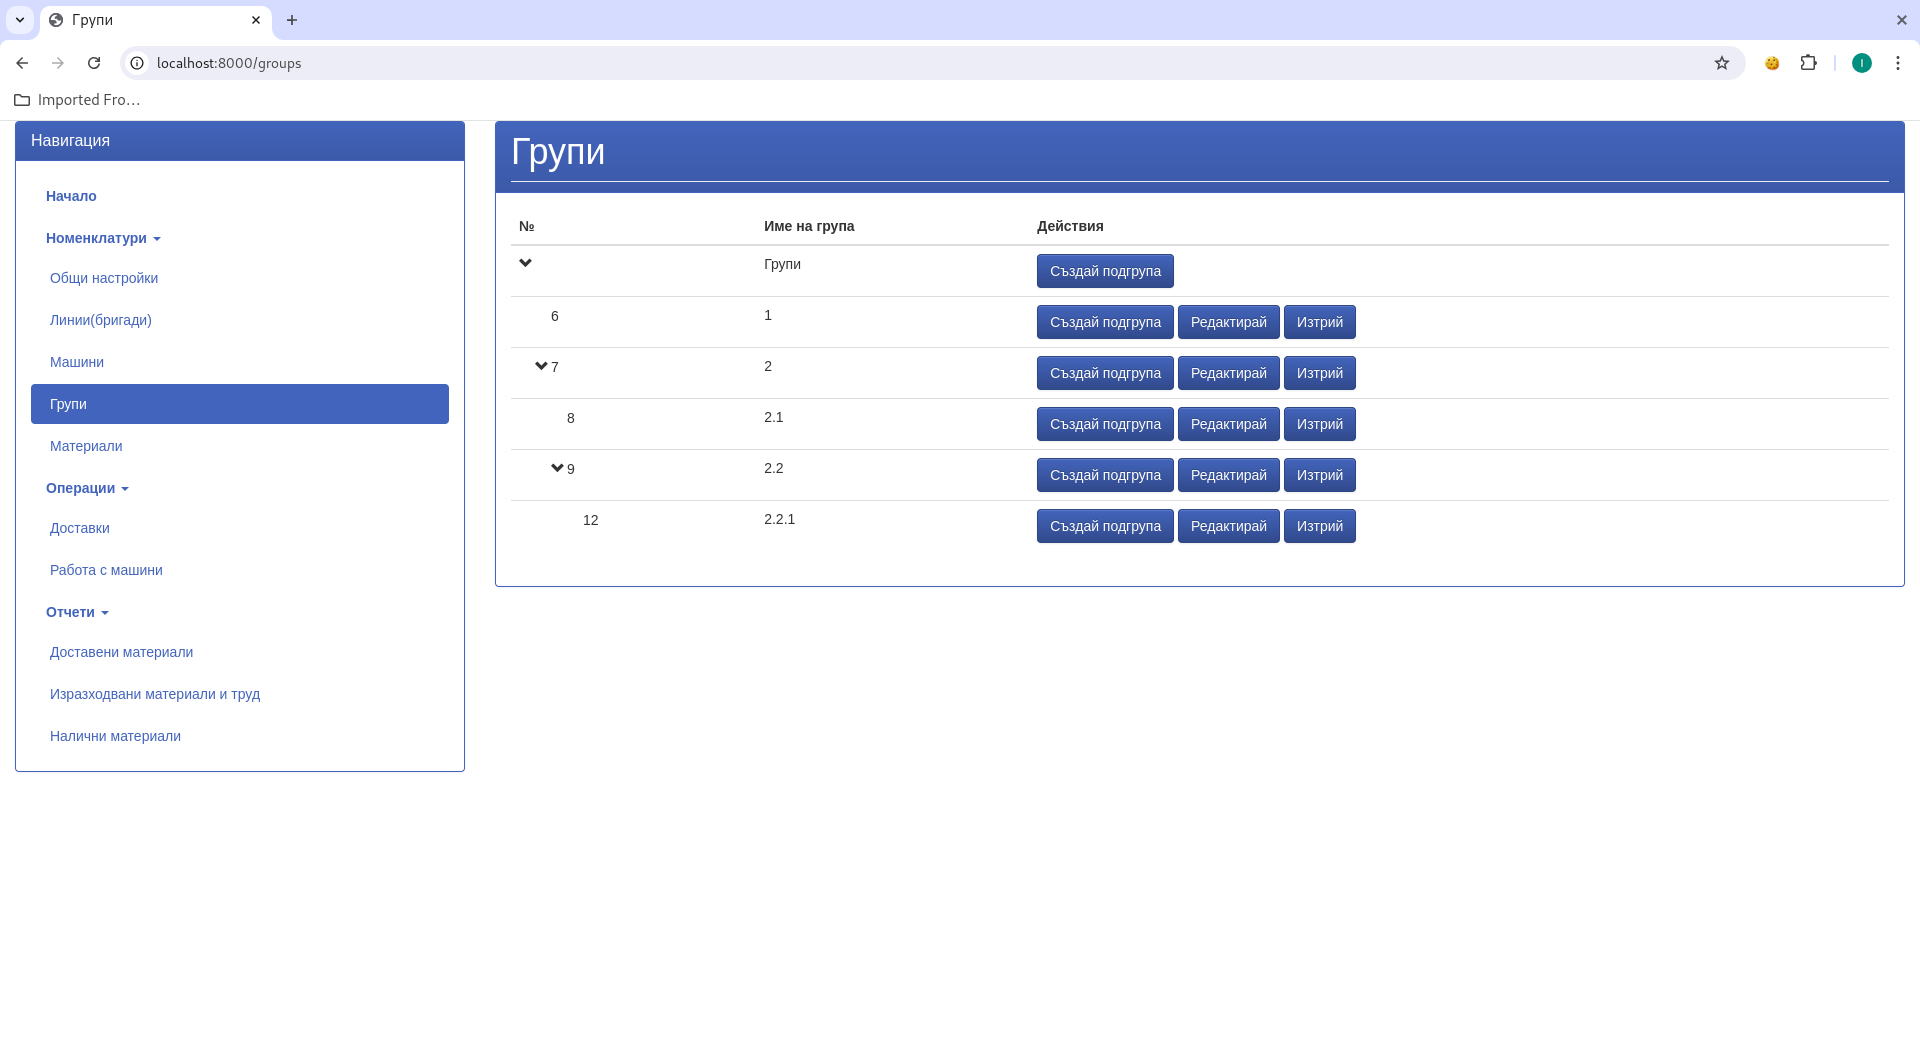 Групи
localhost:8000/groups
I
Imported Fro…
Навигация
Начало
Номенклатури
Общи настройки
Линии(бригади)
Машини
Групи
Материали
Операции
Доставки
Работа с машини
Отчети
Доставени материали
Изразходвани материали и труд
Налични материали
Групи
№ Име на група Действия
Групи Създай подгрупа
6 1 Създай подгрупа Редактирай Изтрий
7 2 Създай подгрупа Редактирай Изтрий
8 2.1 Създай подгрупа Редактирай Изтрий
9 2.2 Създай подгрупа Редактирай Изтрий
12 2.2.1 Създай подгрупа Редактирай Изтрий